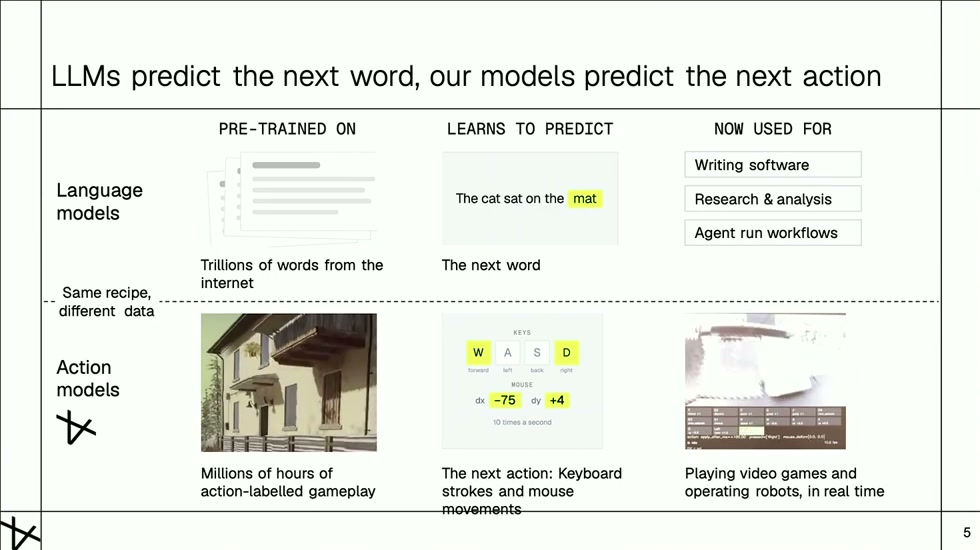 LLMs predict the next word, our models predict the next action
PRE-TRAINED ON
LEARNS TO PREDICT
NOW USED FOR
Language
models
The cat sat on the mat
Writing software
Research & analysis
Agent run workflows
Trillions of words from the
internet
The next word
Same recipe,
different data
Action
models
KEYS
W A S D
forward left back right
MOUSE
dx -75 dy +4
10 times a second
Millions of hours of
action-labelled gameplay
The next action: Keyboard
strokes and mouse
movements
Playing video games and
operating robots, in real time
5